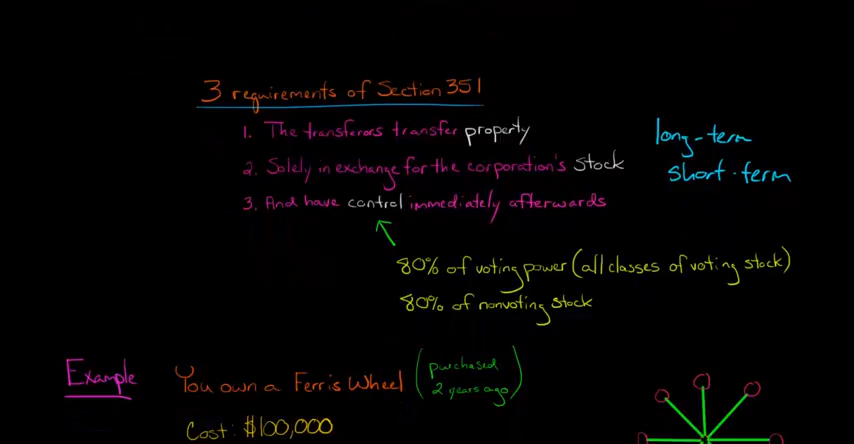 3 requirements of Section 351
1. The transferors transfer property
2. Solely in exchange for the corporation's stock
3. And have control immediately afterwards
long-term
short-term
80% of voting power (all classes of voting stock)
80% of nonvoting stock
Example
You own a Ferris Wheel (purchased
2 years ago)
Cost: $100,000